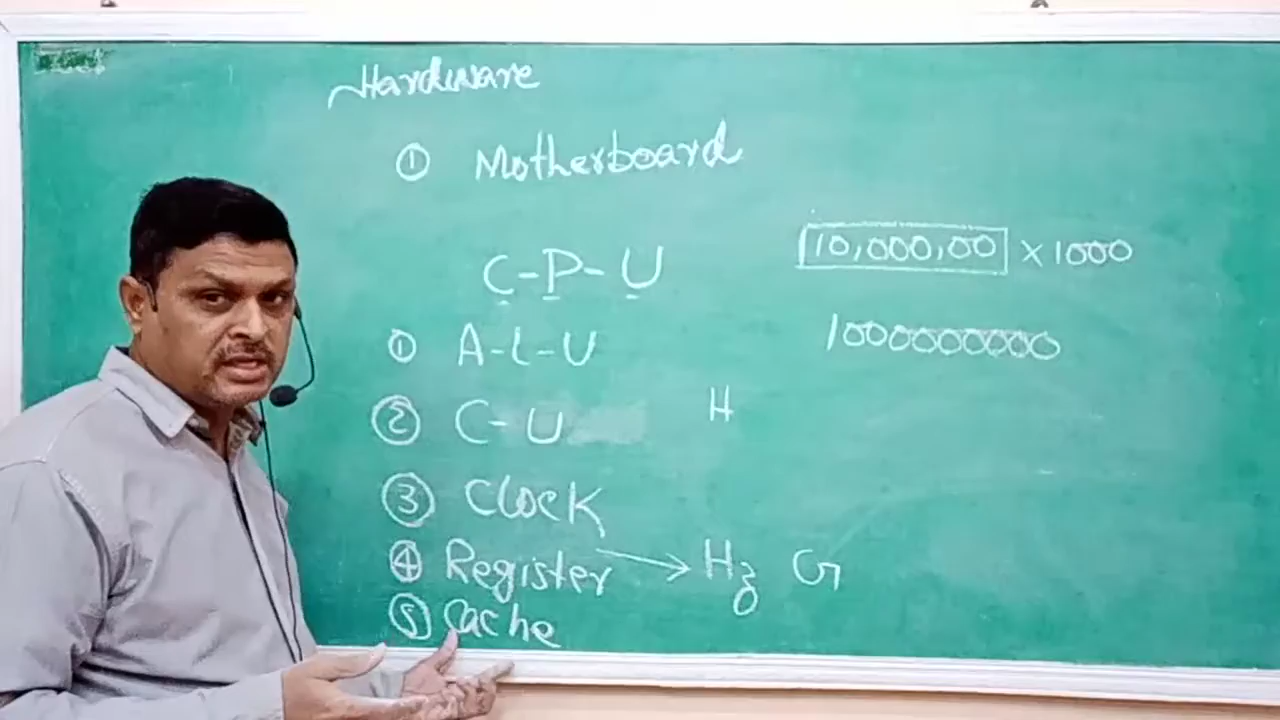 Hardware
① Motherboard
C-P-U
10,000,00 x 1000
① A-L-U
1000000000
② C-U
H
③ Clock
④ Register → Hz G
⑤ Cache